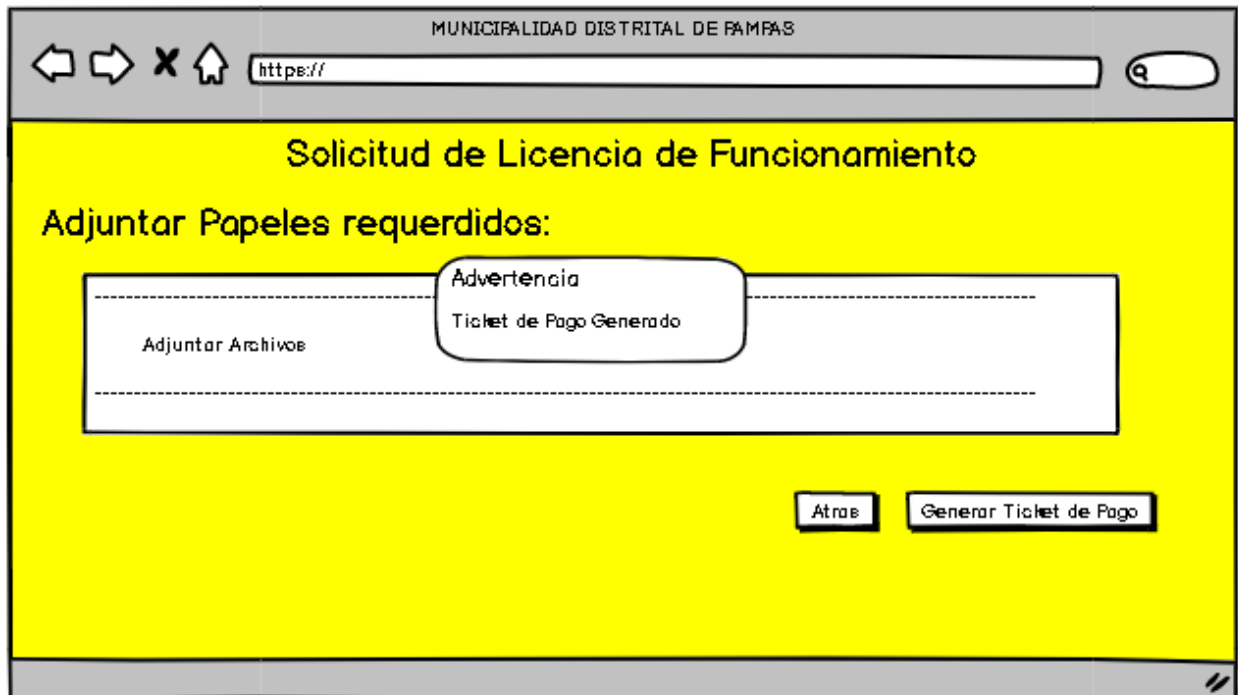 MUNICIPALIDAD DISTRITAL DE PAMPAS
https://
Solicitud de Licencia de Funcionamiento
Adjuntar Papeles requerdidos:
Advertencia
Ticket de Pago Generado
Adjuntar Archivos
Atras
Generar Ticket de Pago